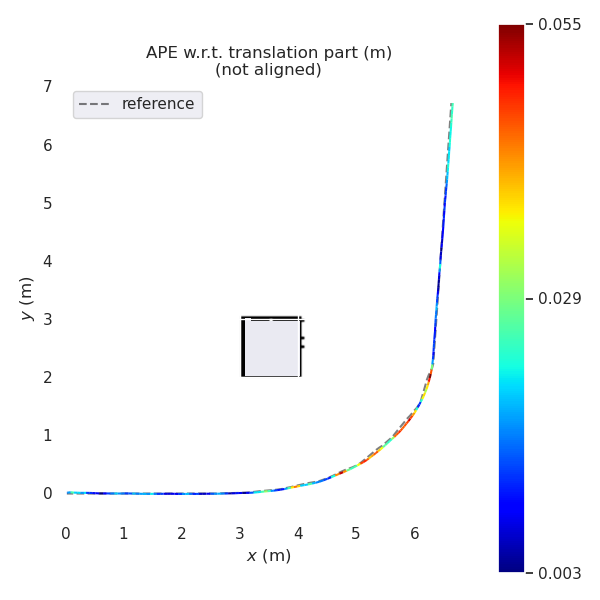 APE w.r.t. translation part (m)
(not aligned)
reference
0.055
0.029
0.003
7
6
5
4
3
2
1
0
y (m)
0 1 2 3 4 5 6
x (m)